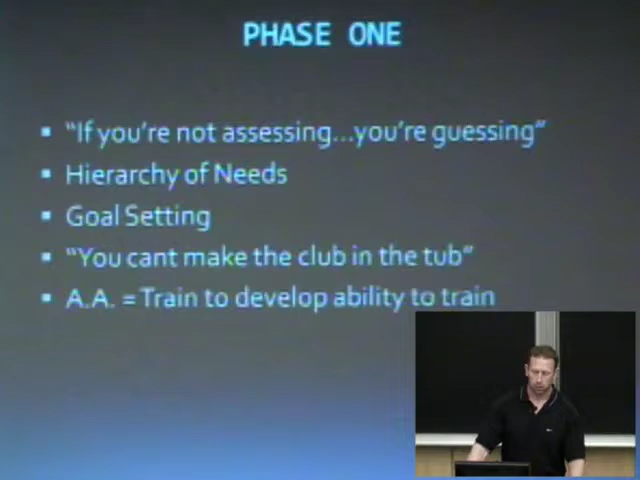 PHASE ONE
"If you're not assessing...you're guessing"
Hierarchy of Needs
Goal Setting
"You cant make the club in the tub"
A.A. = Train to develop ability to train